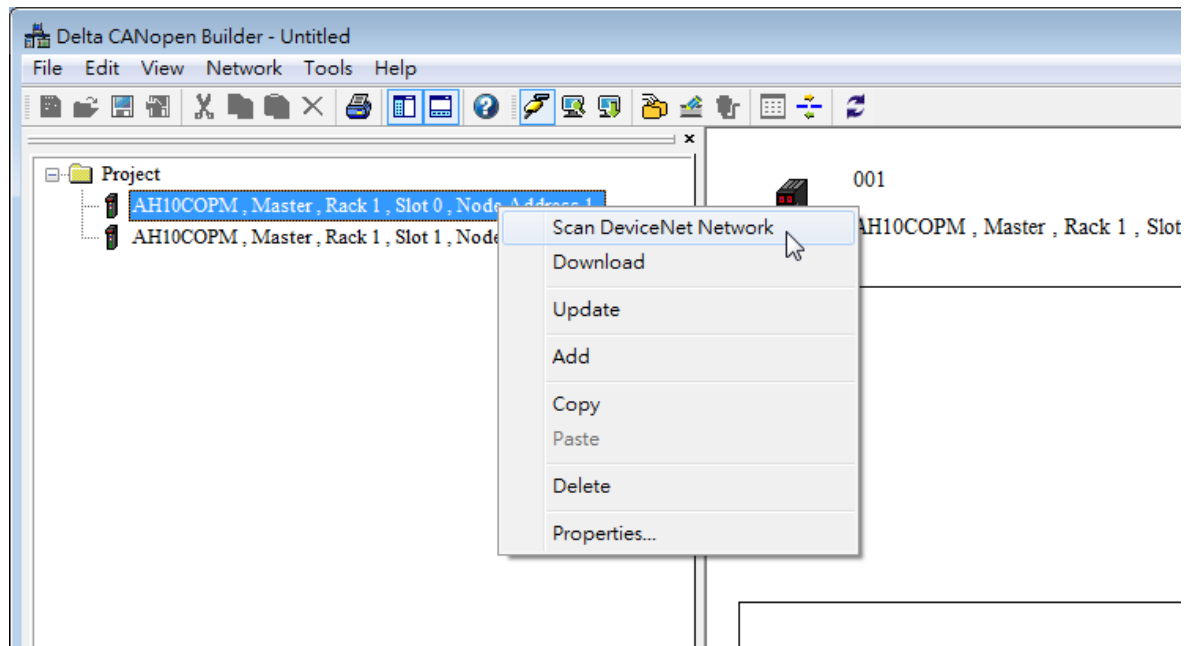 Delta CANopen Builder - Untitled
File Edit View Network Tools Help
Project
AH10COPM , Master , Rack 1 , Slot 0 , Node Address 1
AH10COPM , Master , Rack 1 , Slot 1 , Node
001
AH10COPM , Master , Rack 1 , Slot
Scan DeviceNet Network
Download
Update
Add
Copy
Paste
Delete
Properties...